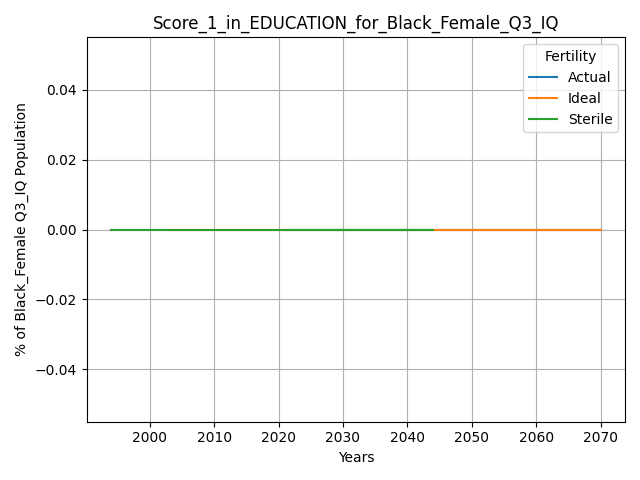 Score_1_in_EDUCATION_for_Black_Female_Q3_IQ
Fertility
Actual
Ideal
Sterile
% of Black_Female Q3_IQ Population
0.04
0.02
0.00
−0.02
−0.04
2000 2010 2020 2030 2040 2050 2060 2070
Years